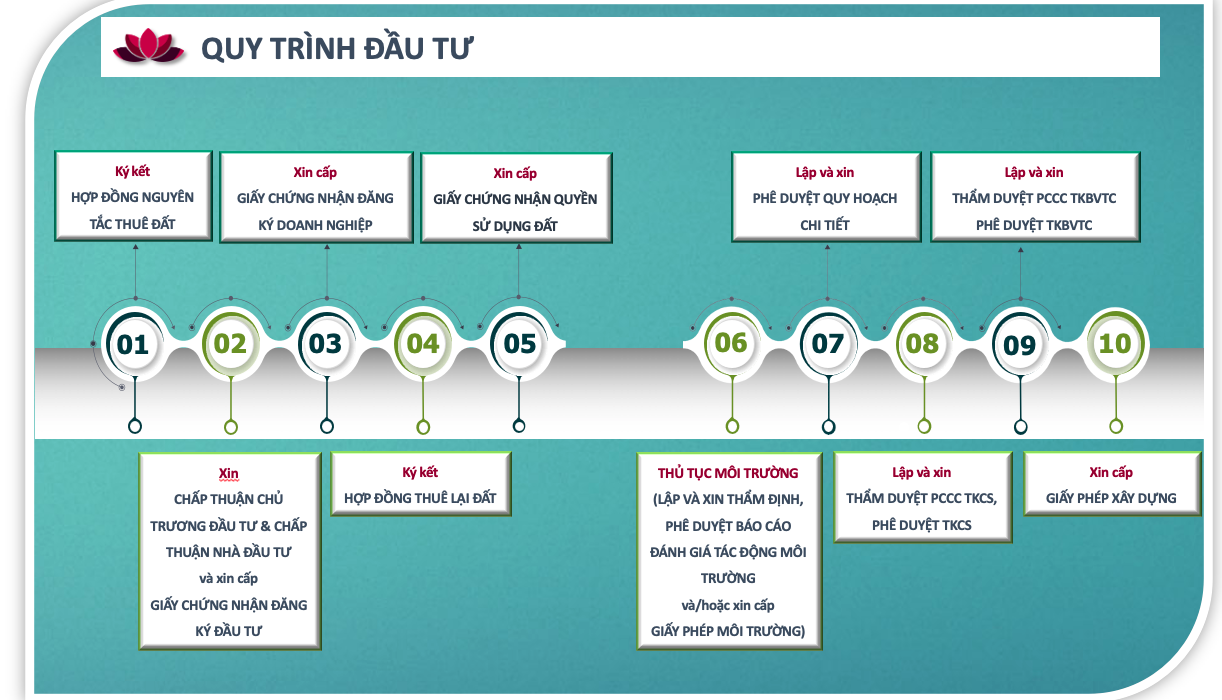 QUY TRÌNH ĐẦU TƯ
Ký kết
HỢP ĐỒNG NGUYÊN
TẮC THUÊ ĐẤT
Xin cấp
GIẤY CHỨNG NHẬN ĐĂNG
KÝ DOANH NGHIỆP
Xin cấp
GIẤY CHỨNG NHẬN QUYỀN
SỬ DỤNG ĐẤT
Lập và xin
PHÊ DUYỆT QUY HOẠCH
CHI TIẾT
Lập và xin
THẨM DUYỆT PCCC TKBVTC
PHÊ DUYỆT TKBVTC
01
02
03
04
05
06
07
08
09
10
Xin
CHẤP THUẬN CHỦ
TRƯƠNG ĐẦU TƯ & CHẤP
THUẬN NHÀ ĐẦU TƯ
và xin cấp
GIẤY CHỨNG NHẬN ĐĂNG
KÝ ĐẦU TƯ
Ký kết
HỢP ĐỒNG THUÊ LẠI ĐẤT
THỦ TỤC MÔI TRƯỜNG
(LẬP VÀ XIN THẨM ĐỊNH,
PHÊ DUYỆT BÁO CÁO
ĐÁNH GIÁ TÁC ĐỘNG MÔI
TRƯỜNG
và/hoặc xin cấp
GIẤY PHÉP MÔI TRƯỜNG)
Lập và xin
THẨM DUYỆT PCCC TKCS,
PHÊ DUYỆT TKCS
Xin cấp
GIẤY PHÉP XÂY DỰNG